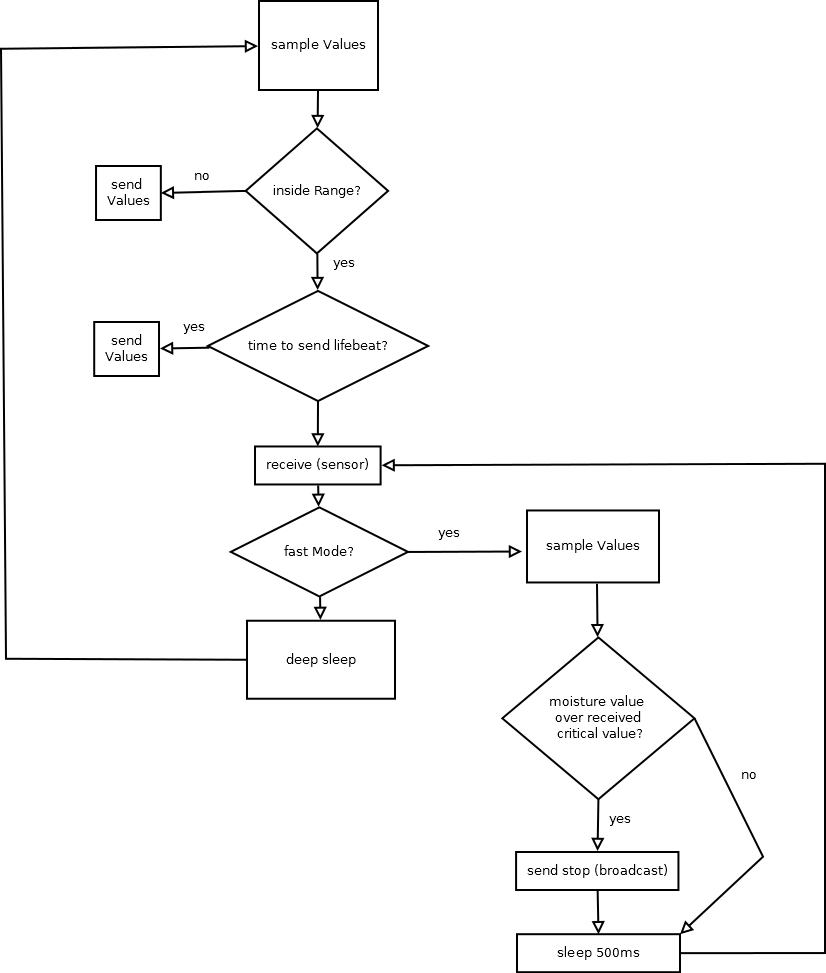 sample Values
no
inside Range?
send
Values
yes
yes
time to send lifebeat?
send
Values
receive (sensor)
fast Mode?
yes
sample Values
deep sleep
moisture value
over received
critical value?
no
yes
send stop (broadcast)
sleep 500ms